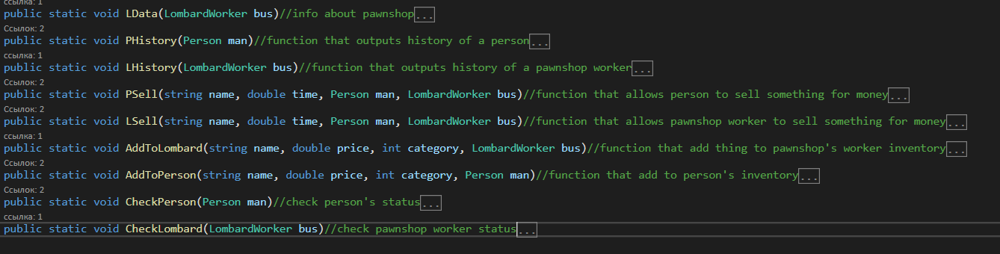 ссылка: 1
public static void LData(LombardWorker bus)//info about pawnshop...
Ссылок: 2
public static void PHistory(Person man)//function that outputs history of a person...
ссылка: 1
public static void LHistory(LombardWorker bus)//function that outputs history of a pawnshop worker...
Ссылок: 2
public static void PSell(string name, double time, Person man, LombardWorker bus)//function that allows person to sell something for money...
Ссылок: 2
public static void LSell(string name, double time, Person man, LombardWorker bus)//function that allows pawnshop worker to sell something for money...
ссылка: 1
public static void AddToLombard(string name, double price, int category, LombardWorker bus)//function that add thing to pawnshop's worker inventory...
Ссылок: 2
public static void AddToPerson(string name, double price, int category, Person man)//function that add to person's inventory...
Ссылок: 2
public static void CheckPerson(Person man)//check person's status...
ссылка: 1
public static void CheckLombard(LombardWorker bus)//check pawnshop worker status...